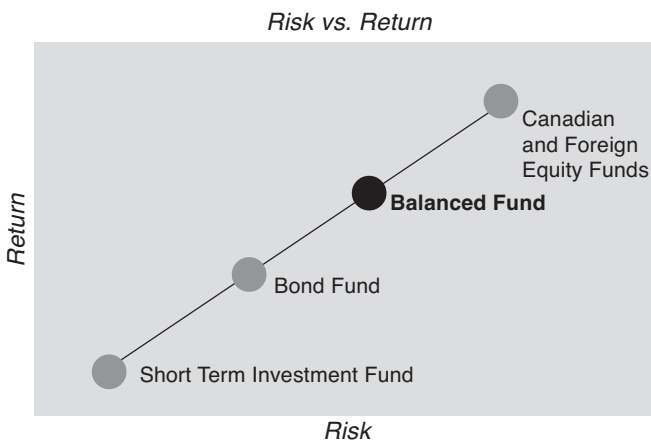 Risk vs. Return
Canadian
and Foreign
Equity Funds
Balanced Fund
Return
Bond Fund
Short Term Investment Fund
Risk